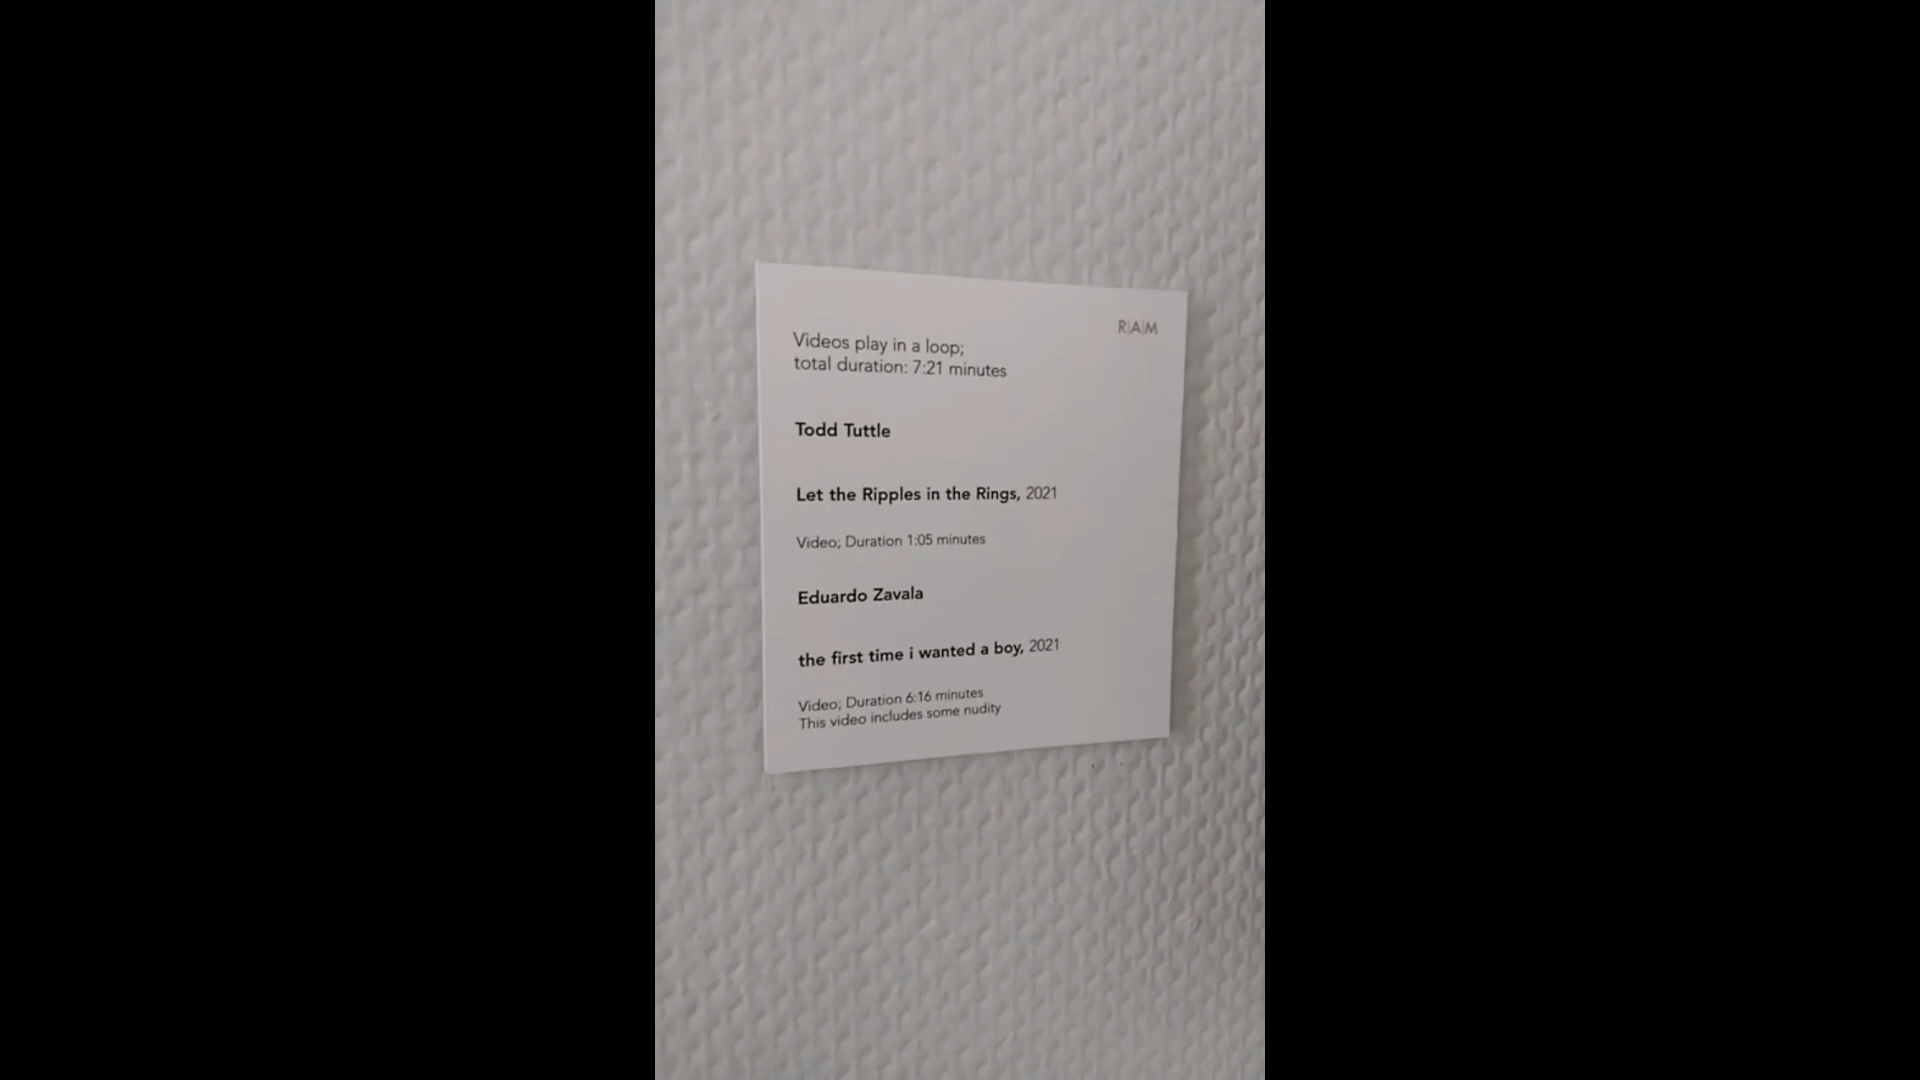 R|A|M
Videos play in a loop;
total duration: 7:21 minutes
Todd Tuttle
Let the Ripples in the Rings, 2021
Video; Duration 1:05 minutes
Eduardo Zavala
the first time i wanted a boy, 2021
Video; Duration 6:16 minutes
This video includes some nudity